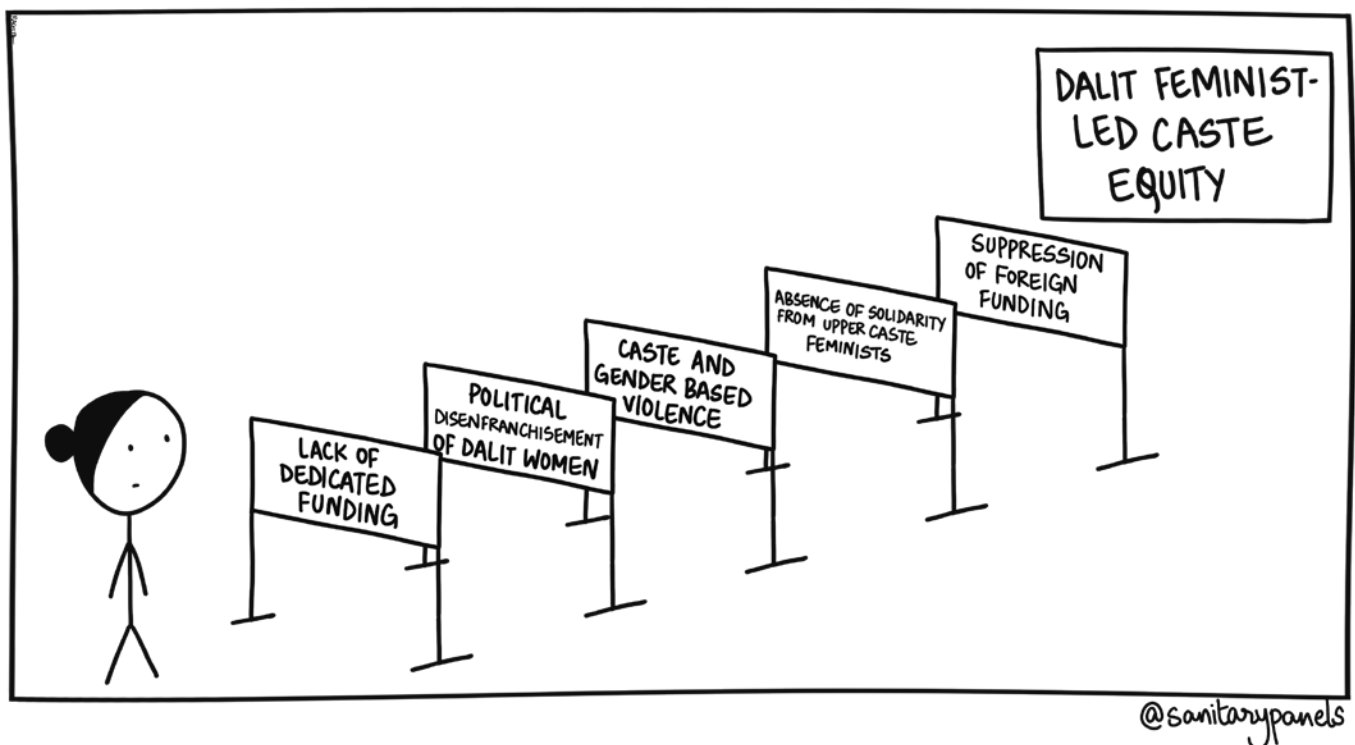 DALIT FEMINIST-
LED CASTE
EQUITY
SUPPRESSION
OF FOREIGN
FUNDING
ABSENCE OF SOLIDARITY
FROM UPPER CASTE
FEMINISTS
CASTE AND
GENDER BASED
VIOLENCE
POLITICAL
DISENFRANCHISEMENT
OF DALIT WOMEN
LACK OF
DEDICATED
FUNDING
@sanitarypanels